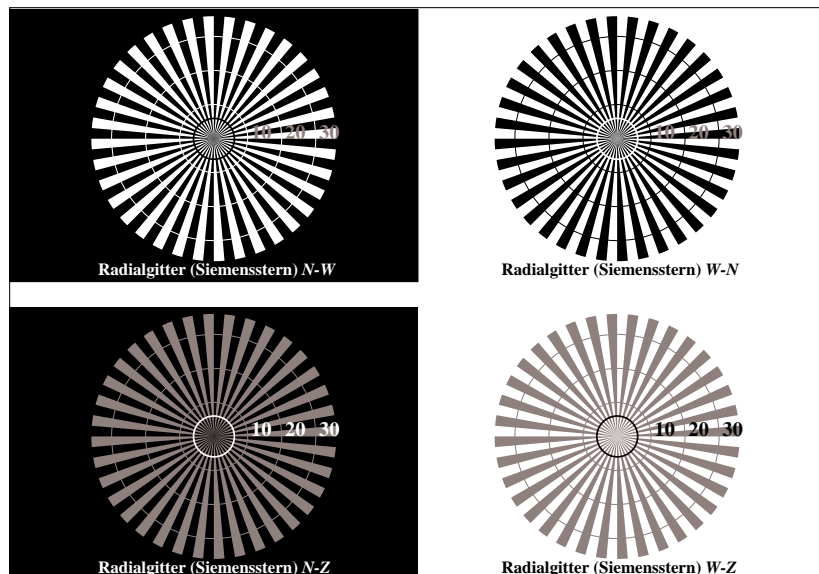 10 20 30
Radialgitter (Siemensstern) N-W
10 20 30
Radialgitter (Siemensstern) W-N
10 20 30
Radialgitter (Siemensstern) N-Z
10 20 30
Radialgitter (Siemensstern) W-Z